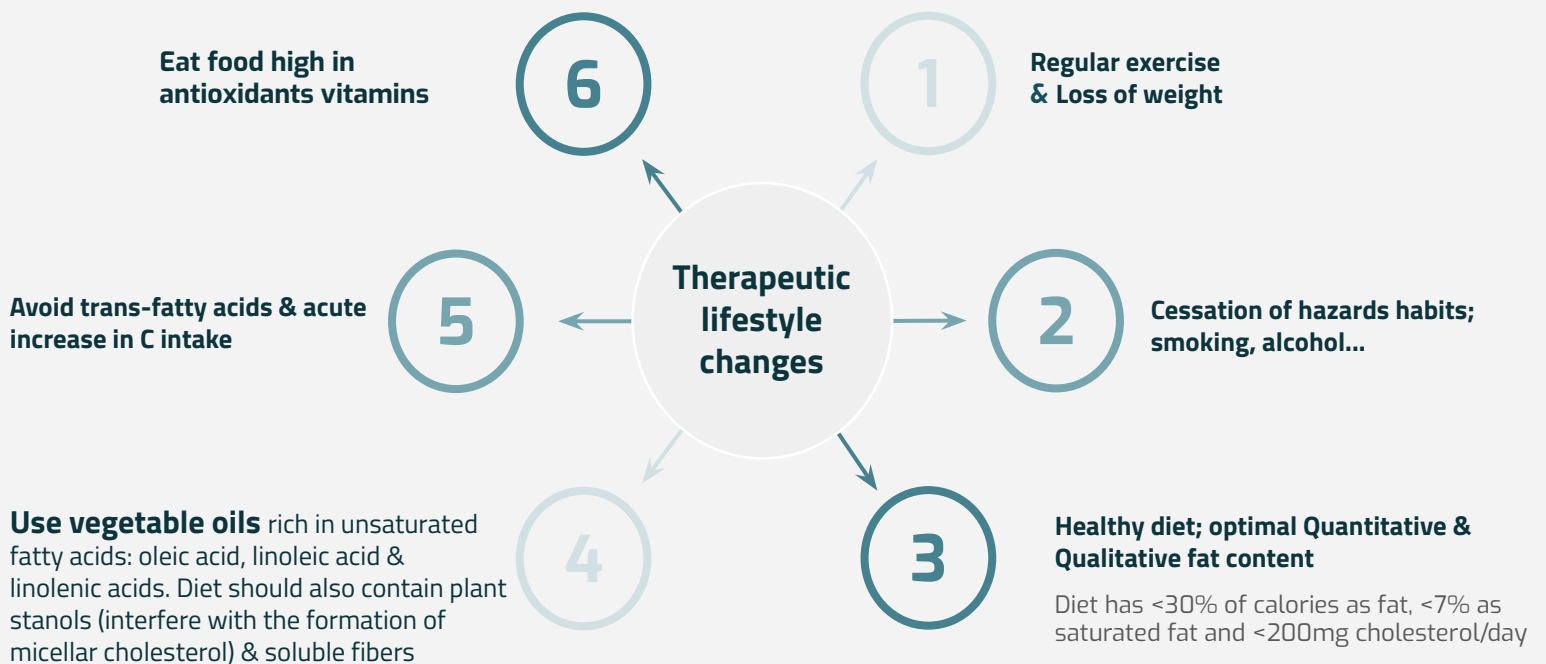 Therapeutic
lifestyle
changes
1
Regular exercise
& Loss of weight
2
Cessation of hazards habits;
smoking, alcohol...
3
Healthy diet; optimal Quantitative &
Qualitative fat content
Diet has <30% of calories as fat, <7% as
saturated fat and <200mg cholesterol/day
4
Use vegetable oils rich in unsaturated
fatty acids: oleic acid, linoleic acid &
linolenic acids. Diet should also contain plant
stanols (interfere with the formation of
micellar cholesterol) & soluble fibers
5
Avoid trans-fatty acids & acute
increase in C intake
6
Eat food high in
antioxidants vitamins